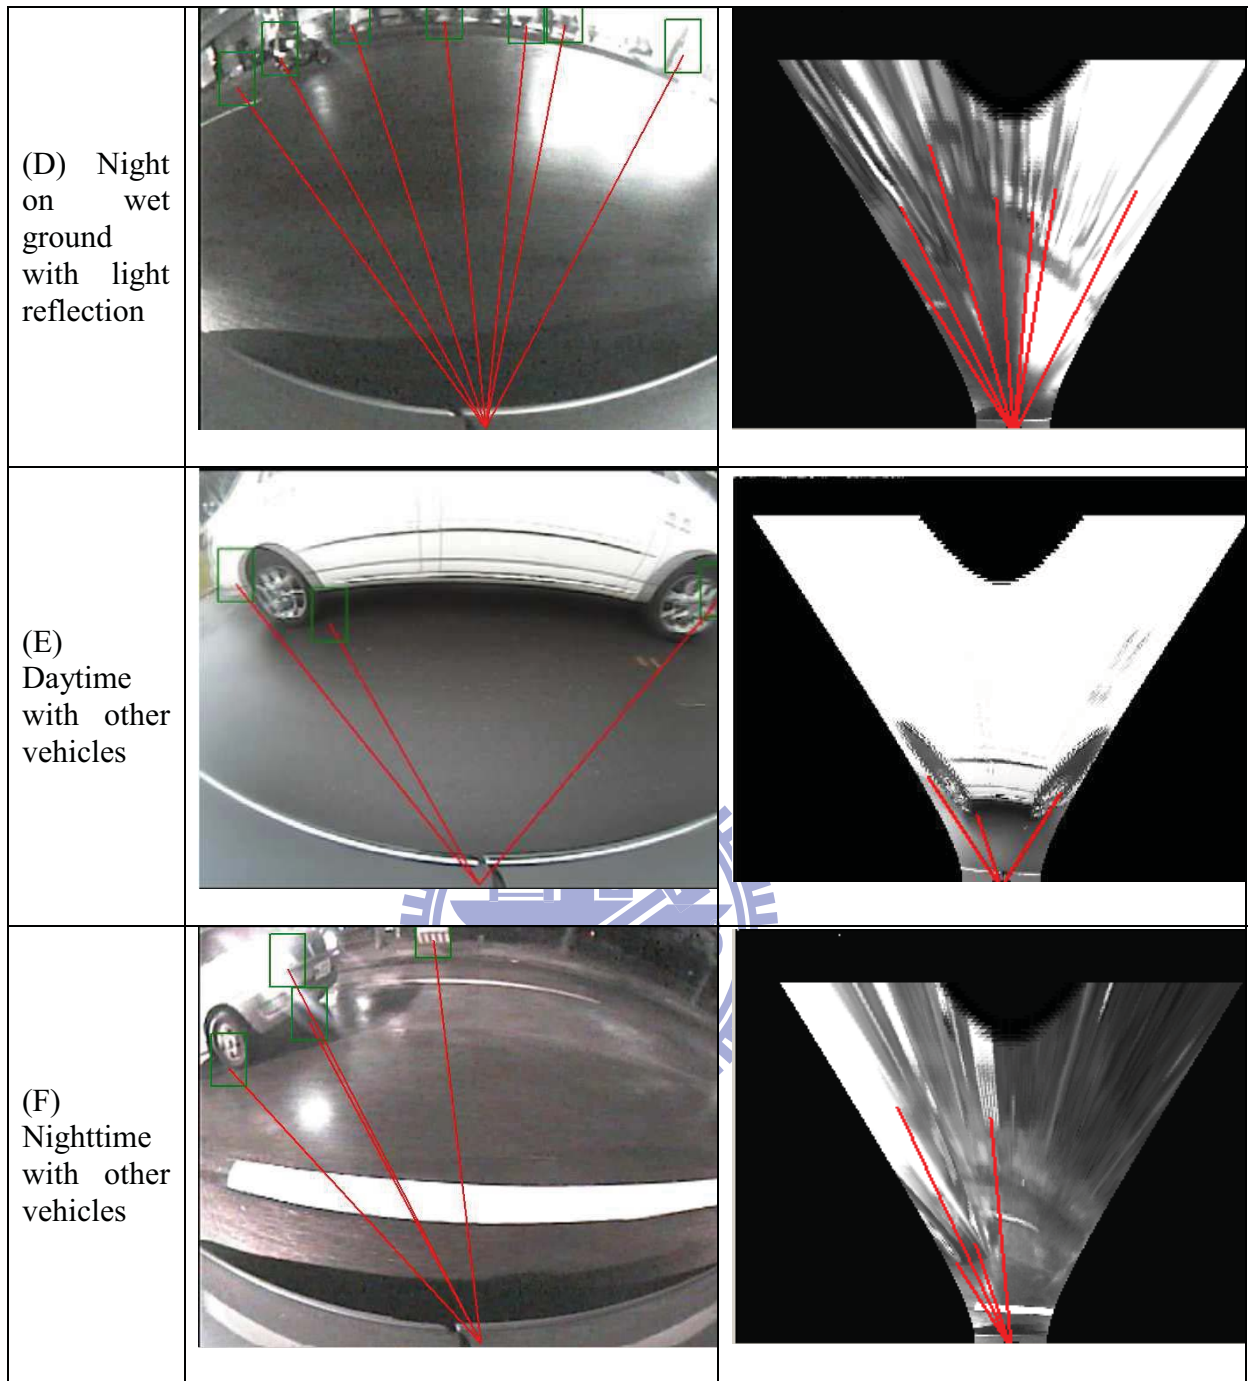 (D) Night
on wet
ground
with light
reflection
(E)
Daytime
with other
vehicles
(F)
Nighttime
with other
vehicles